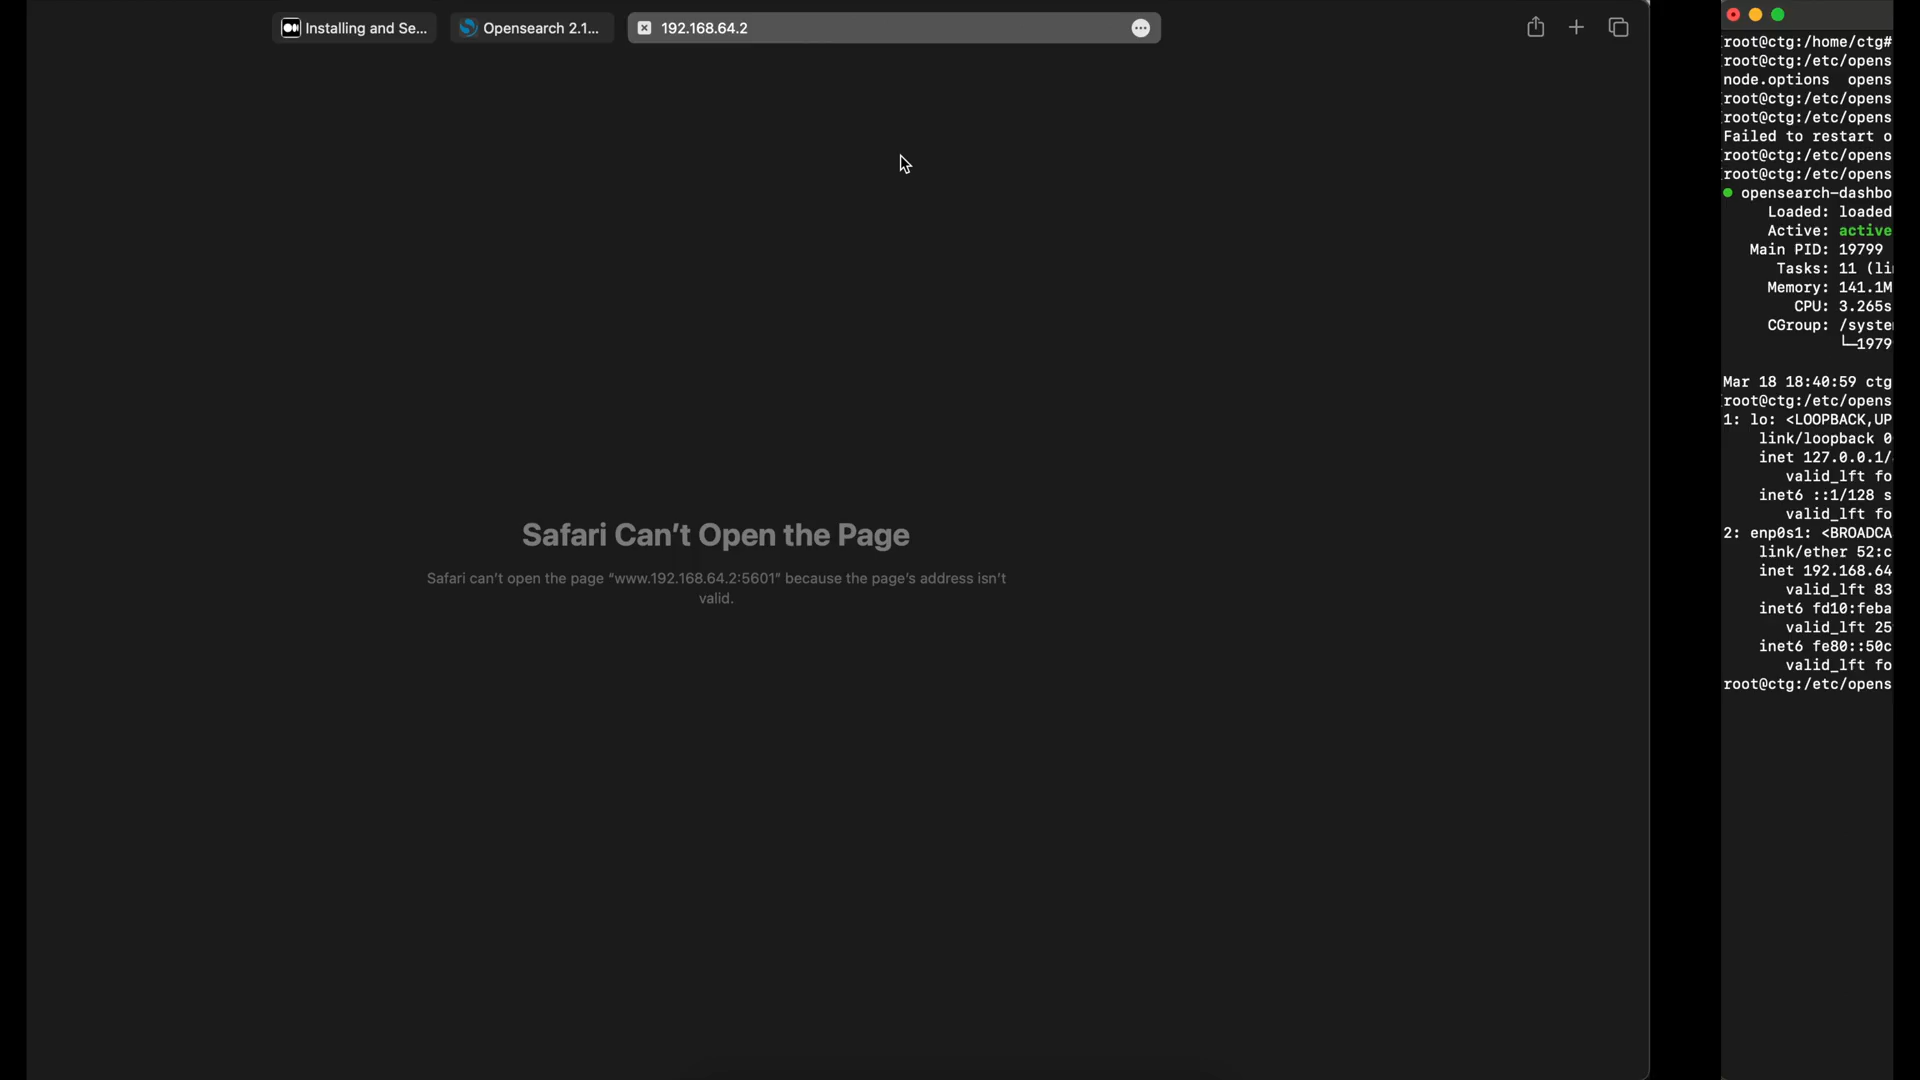 Installing and Se...
Opensearch 2.1...
192.168.64.2
Safari Can’t Open the Page
Safari can’t open the page “www.192.168.64.2:5601” because the page’s address isn’t
valid.
root@ctg:/home/ctg#
root@ctg:/etc/opens
node.options opens
root@ctg:/etc/opens
root@ctg:/etc/opens
Failed to restart o
root@ctg:/etc/opens
root@ctg:/etc/opens
opensearch-dashbo
Loaded: loaded
Active: active
Main PID: 19799
Tasks: 11 (li
Memory: 141.1M
CPU: 3.265s
CGroup: /syste
└─1979
Mar 18 18:40:59 ctg
root@ctg:/etc/opens
1: lo: <LOOPBACK,UP
link/loopback 0
inet 127.0.0.1/
valid_lft fo
inet6 ::1/128 s
valid_lft fo
2: enp0s1: <BROADCA
link/ether 52:c
inet 192.168.64
valid_lft 83
inet6 fd10:feba
valid_lft 25
inet6 fe80::50c
valid_lft fo
root@ctg:/etc/opens